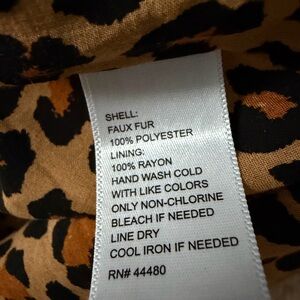 SHELL:
FAUX FUR
100% POLYESTER
LINING:
100% RAYON
HAND WASH COLD
WITH LIKE COLORS
ONLY NON-CHLORINE
BLEACH IF NEEDED
LINE DRY
COOL IRON IF NEEDED
RN# 44480